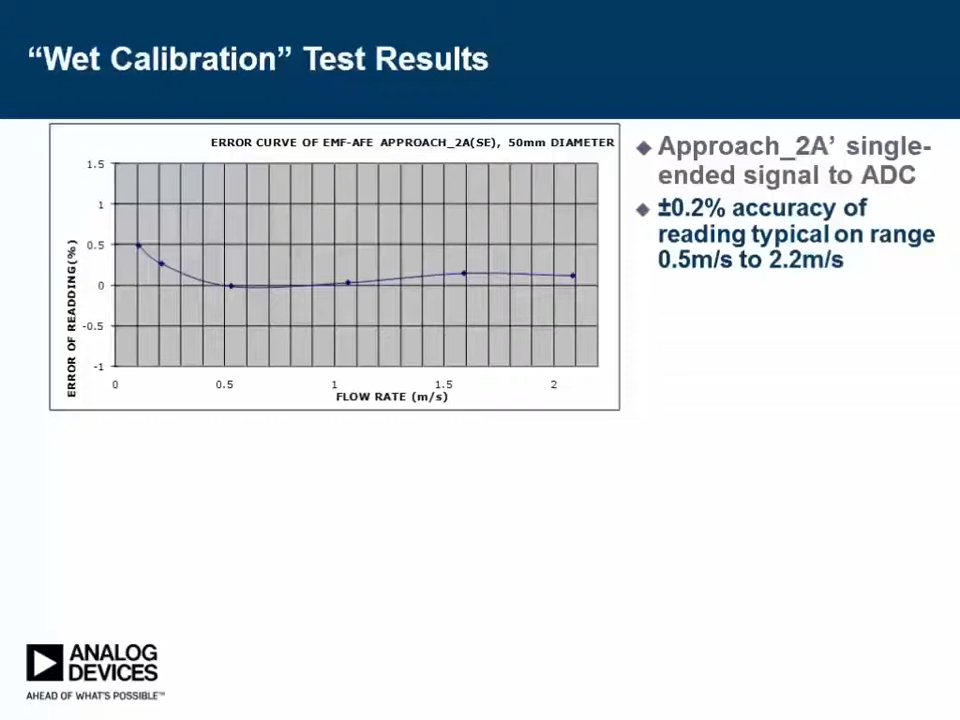 “Wet Calibration” Test Results
ERROR CURVE OF EMF-AFE APPROACH_2A(SE), 50mm DIAMETER
1.5
1
0.5
0
-0.5
-1
ERROR OF READDING(%)
0 0.5 1 1.5 2
FLOW RATE (m/s)
Approach_2A’ single-
ended signal to ADC
±0.2% accuracy of
reading typical on range
0.5m/s to 2.2m/s
ANALOG
DEVICES
AHEAD OF WHAT'S POSSIBLE™